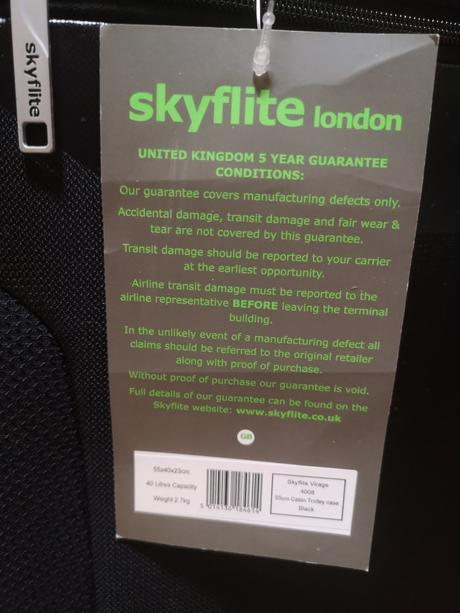 skyflite
skyflite london
UNITED KINGDOM 5 YEAR GUARANTEE
CONDITIONS:
Our guarantee covers manufacturing defects only.
Accidental damage, transit damage and fair wear &
tear are not covered by this guarantee.
Transit damage should be reported to your carrier
at the earliest opportunity.
Airline transit damage must be reported to the
airline representative BEFORE leaving the terminal
building.
In the unlikely event of a manufacturing defect all
claims should be referred to the original retailer
along with proof of purchase.
Without proof of purchase our guarantee is void.
Full details of our guarantee can be found on the
Skyflite website: www.skyflite.co.uk
GB
55x40x23cm
40 Litres Capacity
Weight 2.7kg
5 014136 184614
Skyflite Virage
4008
55cm Cabin Trolley case
Black